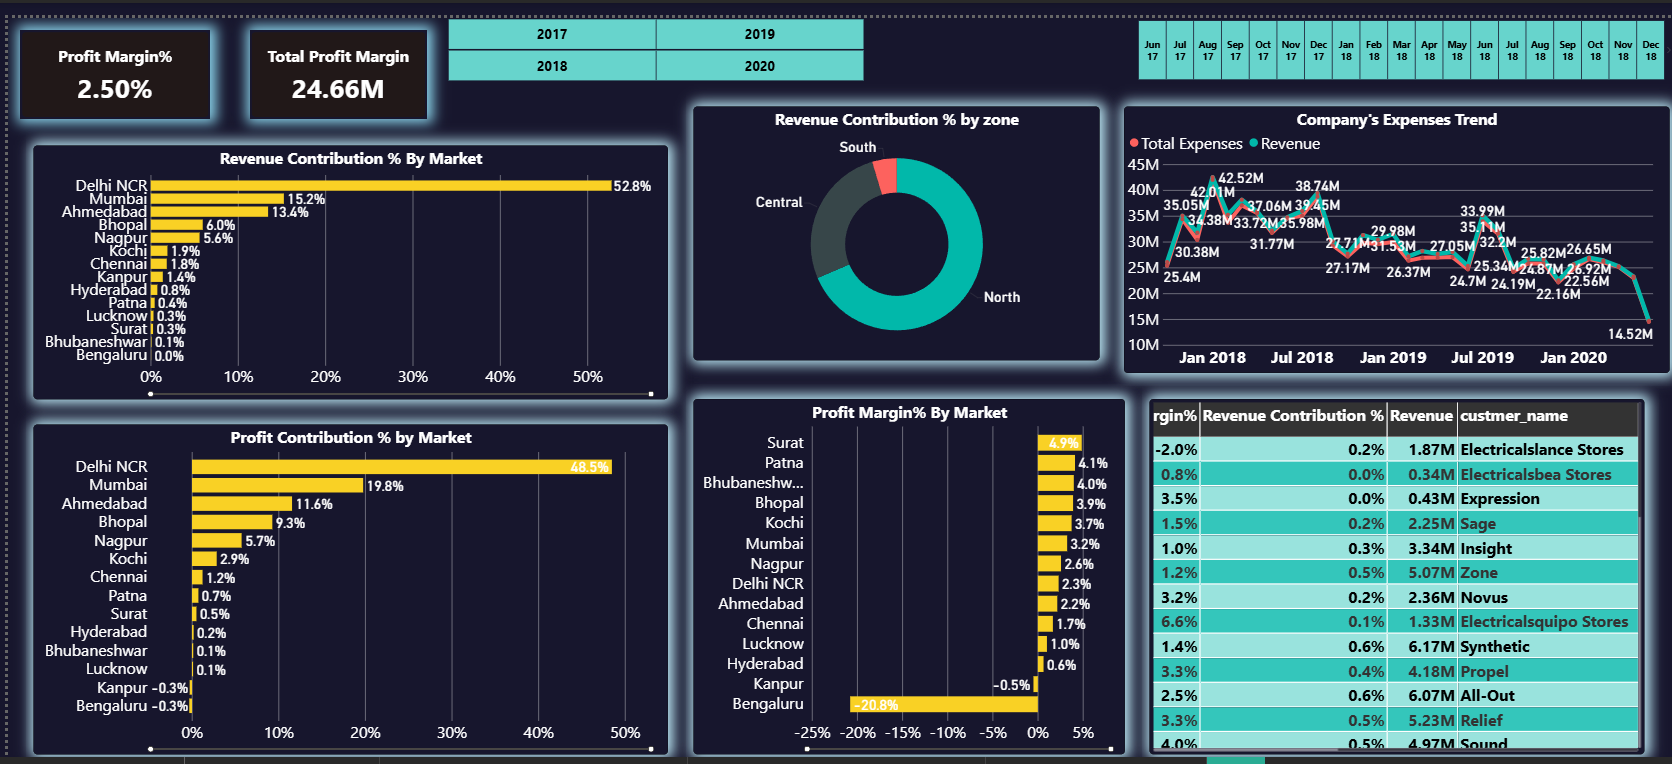 Profit Margin%
2.50%
Total Profit Margin
24.66M
2017 2019
2018 2020
Jun 17 Jul 17 Aug 17 Sep 17 Oct 17 Nov 17 Dec 17 Jan 18 Feb 18 Mar 18 Apr 18 May 18 Jun 18 Jul 18 Aug 18 Sep 18 Oct 18 Nov 18 Dec 18
Revenue Contribution % By Market
Delhi NCR 52.8%
Mumbai 15.2%
Ahmedabad 13.4%
Bhopal 6.0%
Nagpur 5.6%
Kochi 1.9%
Chennai 1.8%
Kanpur 1.4%
Hyderabad 0.8%
Patna 0.4%
Lucknow 0.3%
Surat 0.3%
Bhubaneshwar 0.1%
Bengaluru 0.0%
0% 10% 20% 30% 40% 50%
Revenue Contribution % by zone
South
Central
North
Company's Expenses Trend
Total Expenses Revenue
45M
40M
35M
30M
25M
20M
15M
10M
42.52M
42.01M
38.74M
35.05M
37.06M
39.45M
34.38M
33.72M
35.98M
33.99M
30.38M
31.77M
27.71M
29.98M
31.53M
27.05M
32.2M
25.82M
26.65M
25.4M
27.17M
26.37M
24.7M
25.34M
24.87M
26.92M
24.19M
22.56M
22.16M
14.52M
Jan 2018 Jul 2018 Jan 2019 Jul 2019 Jan 2020
Profit Contribution % by Market
Delhi NCR 48.5%
Mumbai 19.8%
Ahmedabad 11.6%
Bhopal 9.3%
Nagpur 5.7%
Kochi 2.9%
Chennai 1.2%
Patna 0.7%
Surat 0.5%
Hyderabad 0.2%
Bhubaneshwar 0.1%
Lucknow 0.1%
Kanpur -0.3%
Bengaluru -0.3%
0% 10% 20% 30% 40% 50%
Profit Margin% By Market
Surat 4.9%
Patna 4.1%
Bhubaneshw... 4.0%
Bhopal 3.9%
Kochi 3.7%
Mumbai 3.2%
Nagpur 2.6%
Delhi NCR 2.3%
Ahmedabad 2.2%
Chennai 1.7%
Lucknow 1.0%
Hyderabad 0.6%
Kanpur -0.5%
Bengaluru -20.8%
-25% -20% -15% -10% -5% 0% 5%
rgin% Revenue Contribution % Revenue custmer_name
-2.0% 0.2% 1.87M Electricalslance Stores
0.8% 0.0% 0.34M Electricalsbea Stores
3.5% 0.0% 0.43M Expression
1.5% 0.2% 2.25M Sage
1.0% 0.3% 3.34M Insight
1.2% 0.5% 5.07M Zone
3.2% 0.2% 2.36M Novus
6.6% 0.1% 1.33M Electricalsquipo Stores
1.4% 0.6% 6.17M Synthetic
3.3% 0.4% 4.18M Propel
2.5% 0.6% 6.07M All-Out
3.3% 0.5% 5.23M Relief
4.0% 0.5% 4.97M Sound